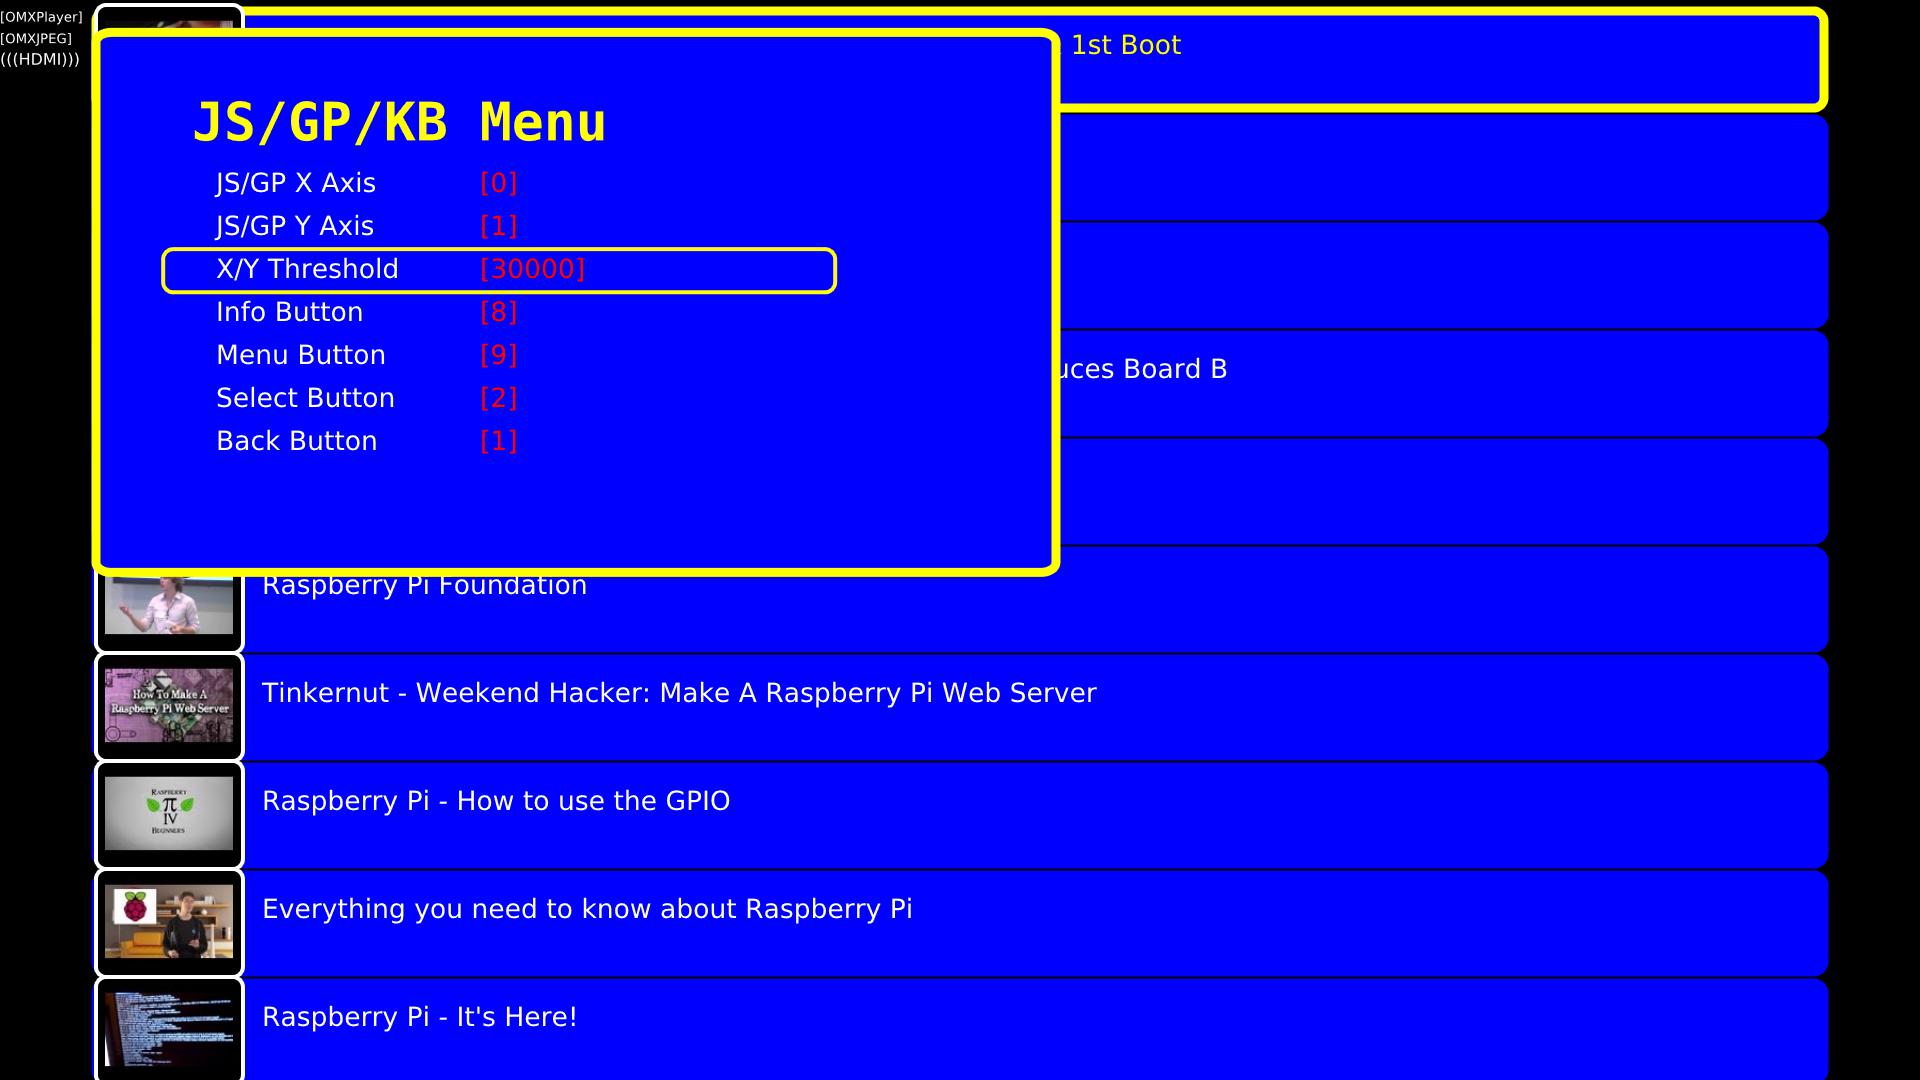 [OMXPlayer]
[OMXJPEG]
(((HDMI)))
1st Boot
JS/GP/KB Menu
JS/GP X Axis [0]
JS/GP Y Axis [1]
X/Y Threshold [30000]
Info Button [8]
Menu Button [9]
Select Button [2]
Back Button [1]
uces Board B
Raspberry Pi Foundation
How To Make A
Raspberry Pi Web Server
Tinkernut - Weekend Hacker: Make A Raspberry Pi Web Server
RASPBERRY
π
IV
BEGINNERS
Raspberry Pi - How to use the GPIO
Everything you need to know about Raspberry Pi
Raspberry Pi - It's Here!